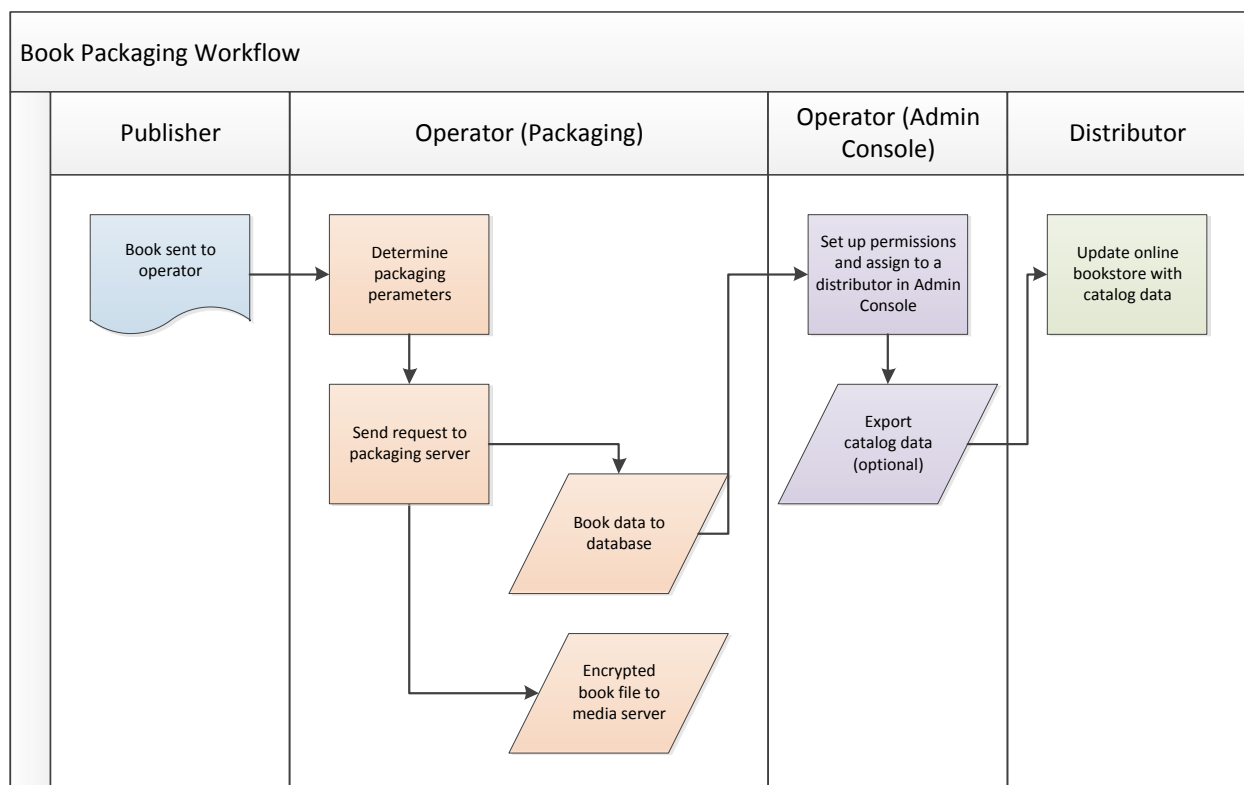 Book Packaging Workflow
Publisher
Operator (Packaging)
Operator (Admin
Console)
Distributor
Book sent to
operator
Determine
packaging
perameters
Set up permissions
and assign to a
distributor in Admin
Console
Update online
bookstore with
catalog data
Send request to
packaging server
Export
catalog data
(optional)
Book data to
database
Encrypted
book file to
media server